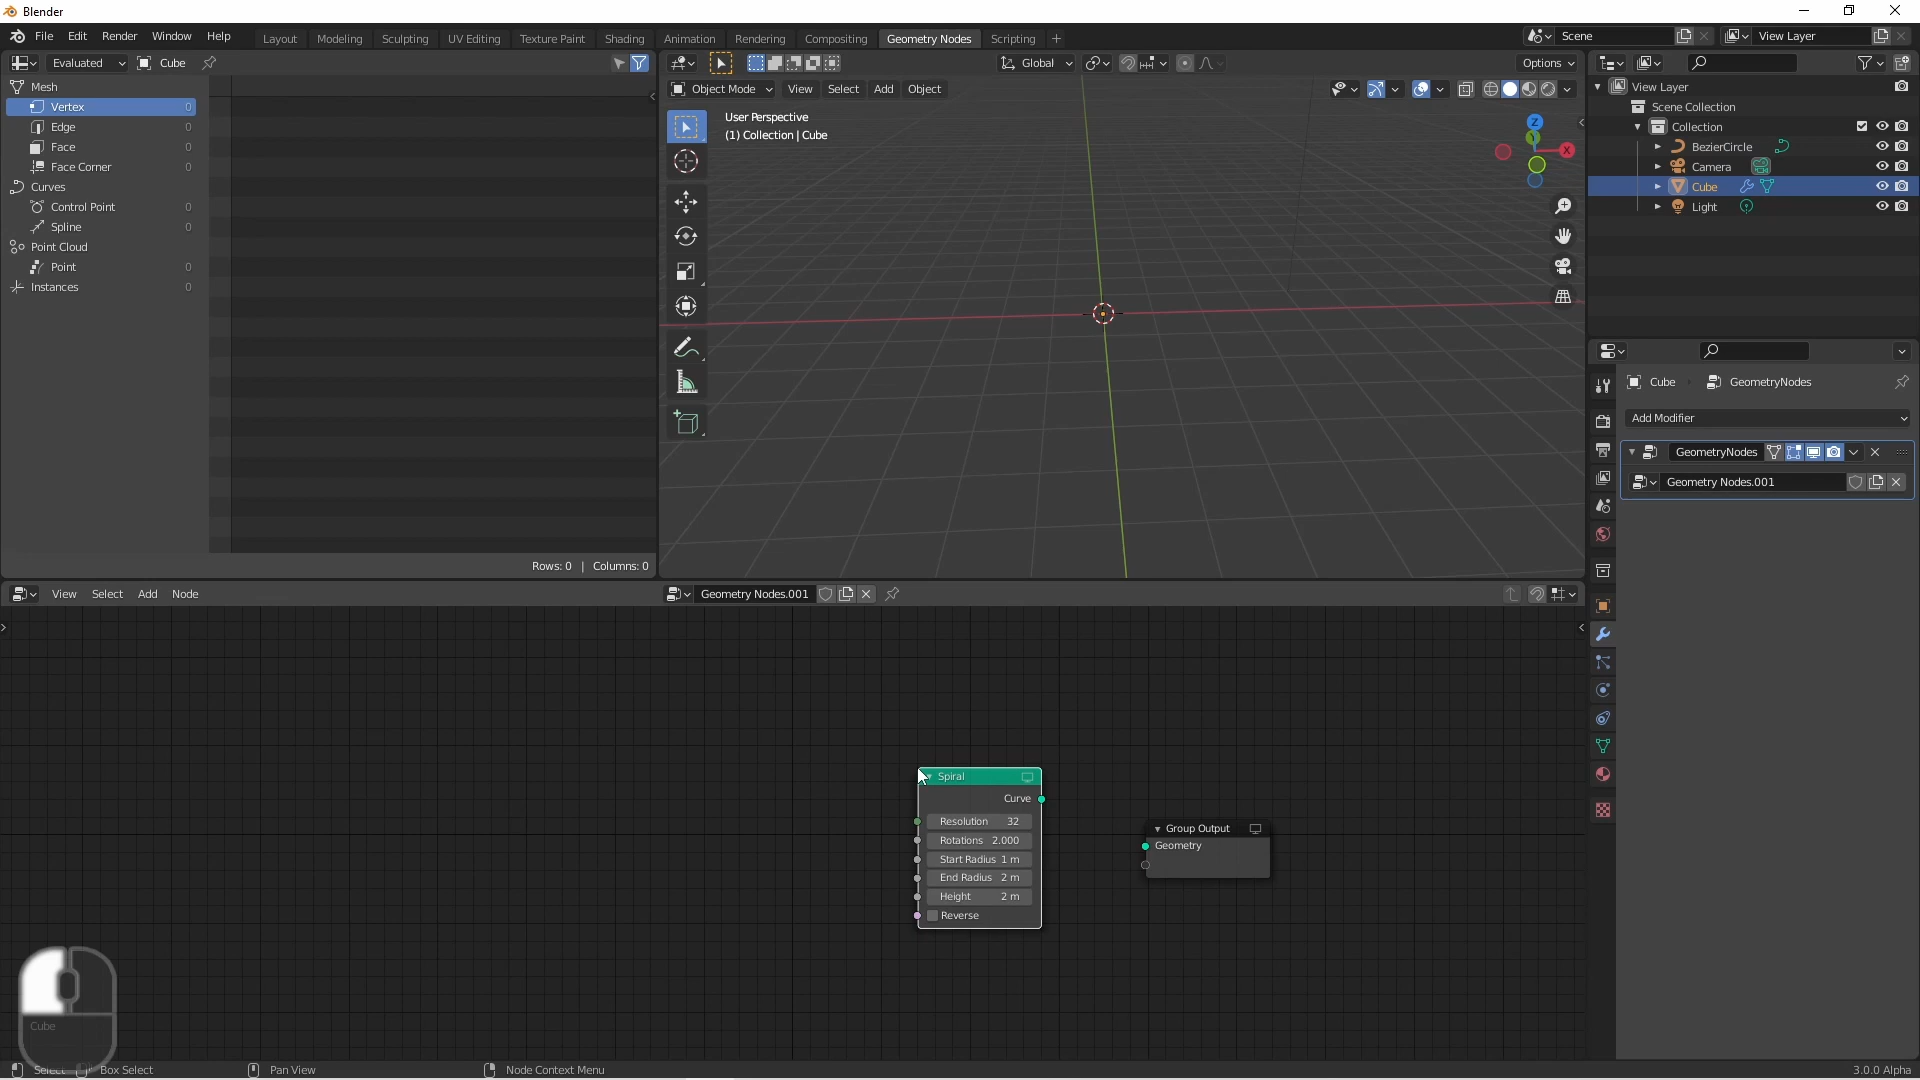 Blender
File Edit Render Window Help
Layout Modeling Sculpting UV Editing Texture Paint Shading Animation Rendering Compositing Geometry Nodes Scripting +
Scene
View Layer
Evaluated Cube
Mesh
Vertex 0
Edge 0
Face 0
Face Corner 0
Curves
Control Point 0
Spline 0
Point Cloud
Point 0
Instances 0
Rows: 0 | Columns: 0
Global
Options
Object Mode View Select Add Object
User Perspective
(1) Collection | Cube
Z
Y
X
View Layer
Scene Collection
Collection
BezierCircle
Camera
Cube
Light
Cube GeometryNodes
Add Modifier
GeometryNodes
Geometry Nodes.001
View Select Add Node
Geometry Nodes.001
Spiral
Curve
Resolution 32
Rotations 2.000
Start Radius 1 m
End Radius 2 m
Height 2 m
Reverse
Group Output
Geometry
Cube
Select Box Select Pan View Node Context Menu
3.0.0 Alpha